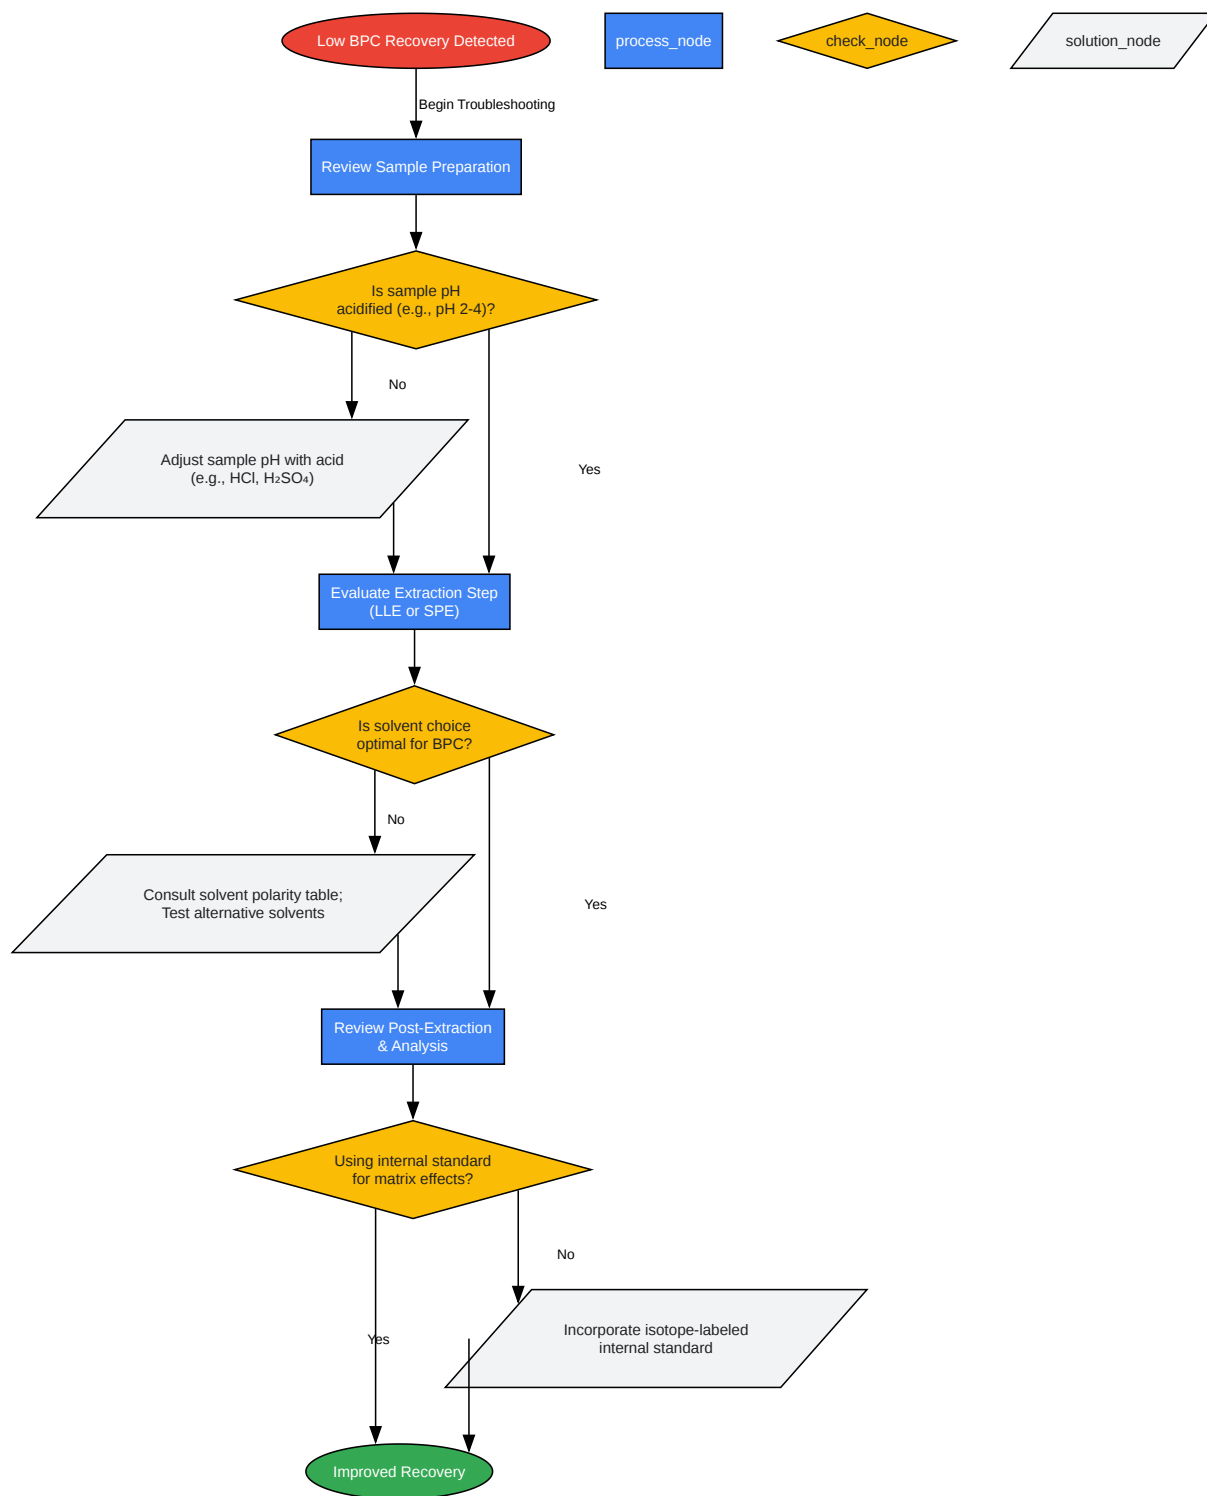 Low BPC Recovery Detected
process_node
check_node
solution_node
Begin Troubleshooting
Review Sample Preparation
Is sample pH
acidified (e.g., pH 2-4)?
No
Adjust sample pH with acid
(e.g., HCl, H₂SO₄)
Yes
Evaluate Extraction Step
(LLE or SPE)
Is solvent choice
optimal for BPC?
No
Consult solvent polarity table;
Test alternative solvents
Yes
Review Post-Extraction
& Analysis
Using internal standard
for matrix effects?
No
Incorporate isotope-labeled
internal standard
Yes
Improved Recovery